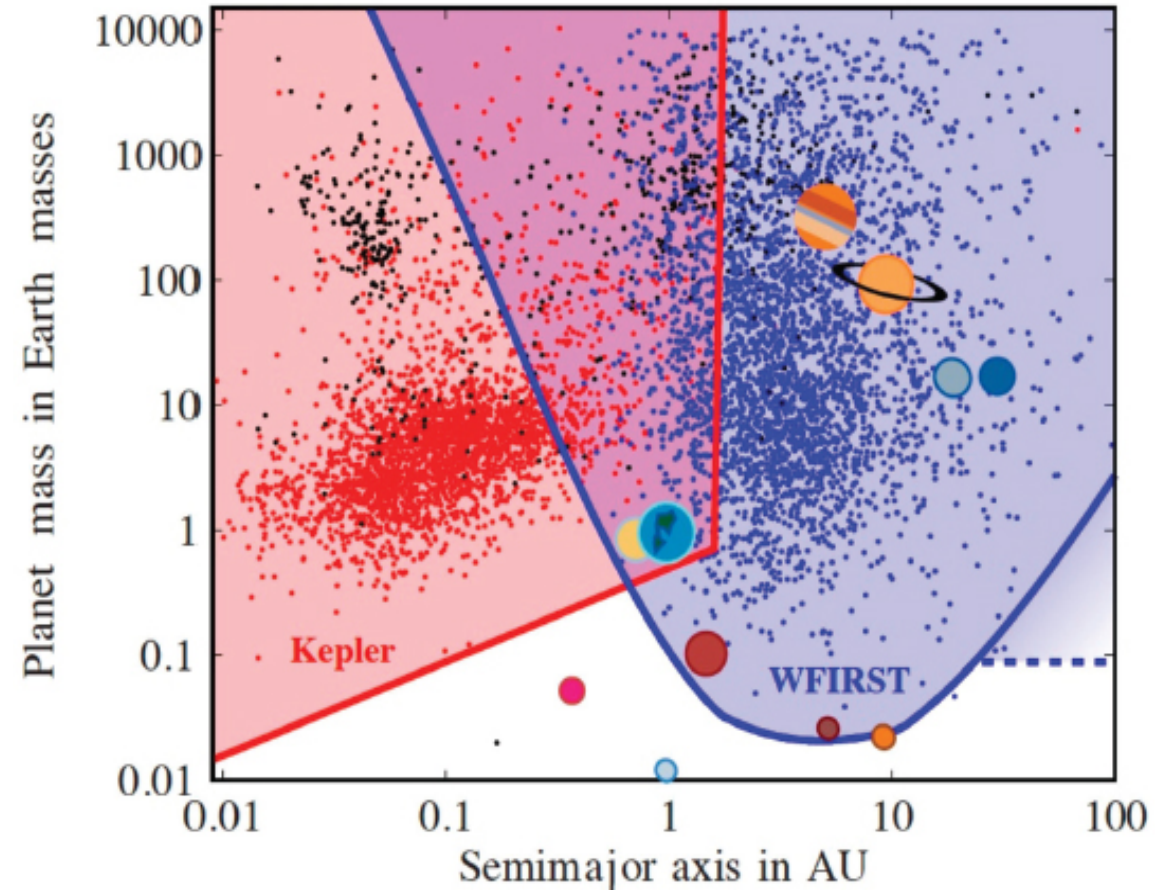 Planet mass in Earth masses
10000
1000
100
10
1
0.1
0.01
Kepler
WFIRST
0.01 0.1 1 10 100
Semimajor axis in AU